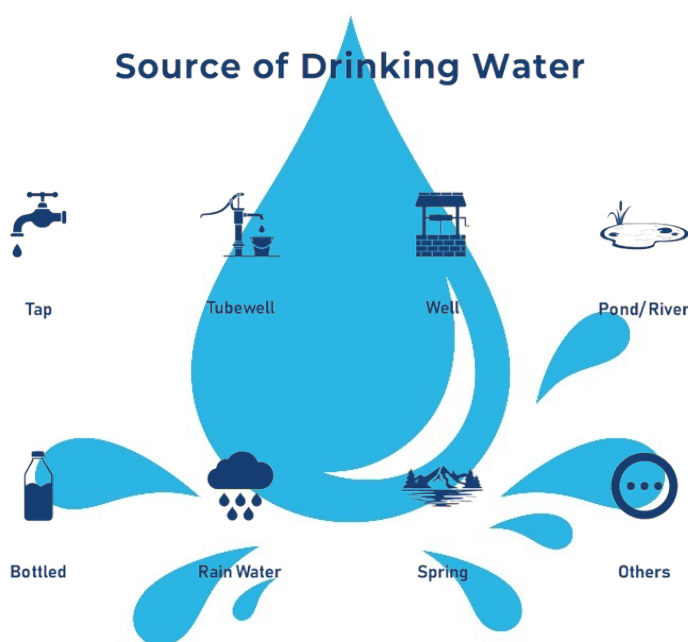 Source of Drinking Water
Tap
Tubewell
Well
Pond/River
Bottled
Rain Water
Spring
Others